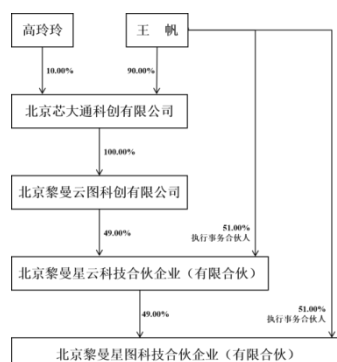 高玲玲
王 帆
10.00%
90.00%
北京芯大通科创有限公司
100.00%
北京黎曼云图科创有限公司
49.00%
51.00%
执行事务合伙人
北京黎曼星云科技合伙企业（有限合伙）
49.00%
51.00%
执行事务合伙人
北京黎曼星图科技合伙企业（有限合伙）